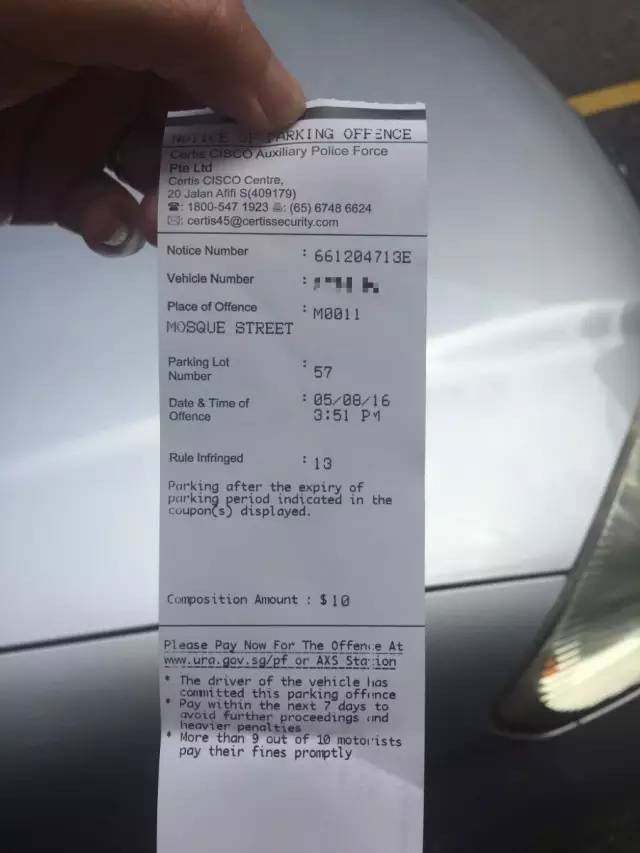 NOTICE OF PARKING OFFENCE
Certis CISCO Auxiliary Police Force
Pte Ltd
Certis CISCO Centre,
20 Jalan Afifi S(409179)
☎: 1800-547 1923 🖷: (65) 6748 6624
✉: certis45@certissecurity.com
Notice Number : 661204713E
Vehicle Number :
Place of Offence : M0011
MOSQUE STREET
Parking Lot :
Number 57
Date & Time of : 05/08/16
Offence 3:51 PM
Rule Infringed : 13
Parking after the expiry of
parking period indicated in the
coupon(s) displayed.
Composition Amount : $10
Please Pay Now For The Offence At
www.ura.gov.sg/pf or AXS Station
* The driver of the vehicle has
committed this parking offence
* Pay within the next 7 days to
avoid further proceedings and
heavier penalties
* More than 9 out of 10 motorists
pay their fines promptly